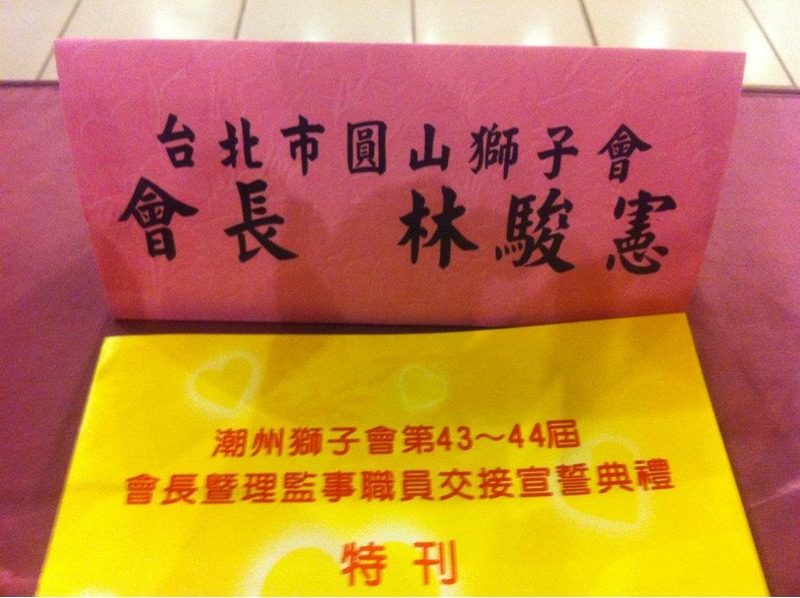 台北市圓山獅子會
會長 林駿憲
潮州獅子會第43～44屆
會長暨理監事職員交接宣誓典禮
特刊